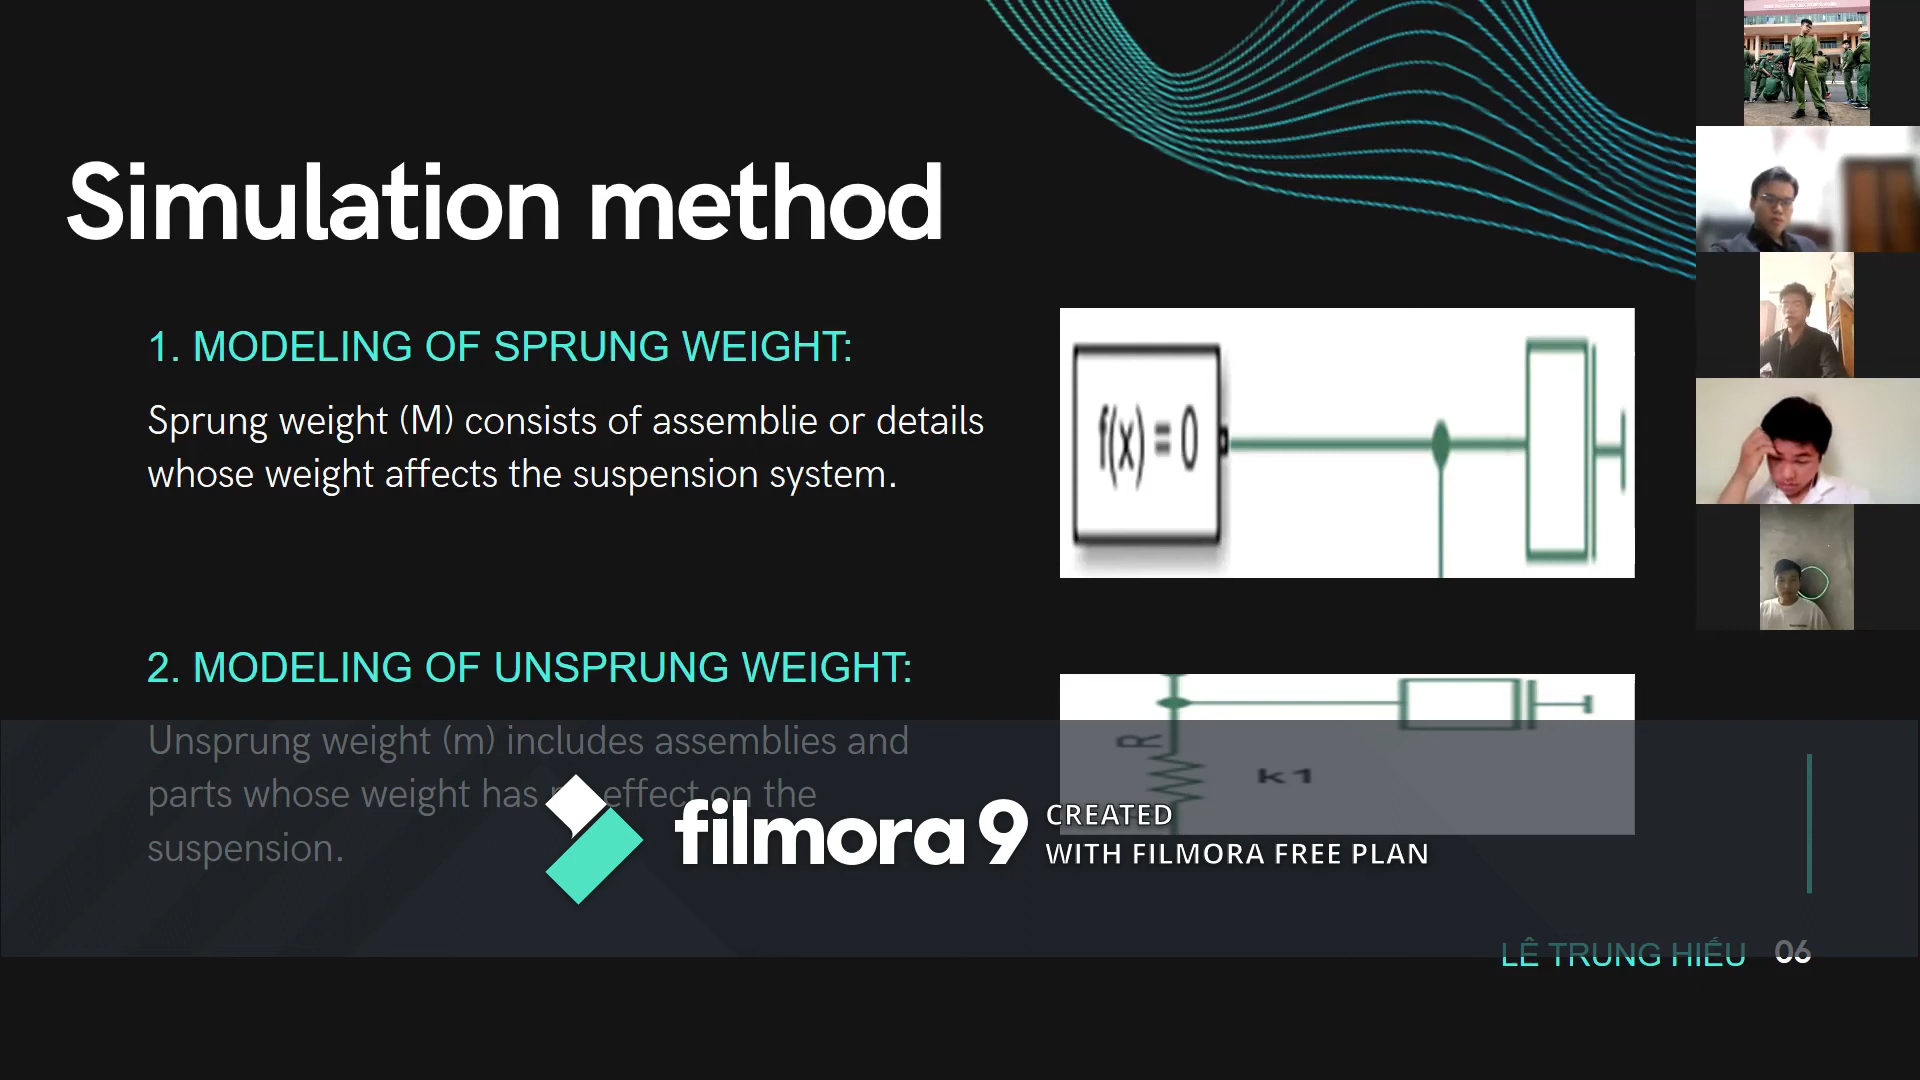 Simulation method
1. MODELING OF SPRUNG WEIGHT:
Sprung weight (M) consists of assemblie or details
whose weight affects the suspension system.
f(x) = 0
2. MODELING OF UNSPRUNG WEIGHT:
Unsprung weight (m) includes assemblies and
parts whose weight has effect on the
suspension.
R
k1
filmora9
CREATED
WITH FILMORA FREE PLAN
LÊ TRUNG HIẾU 06